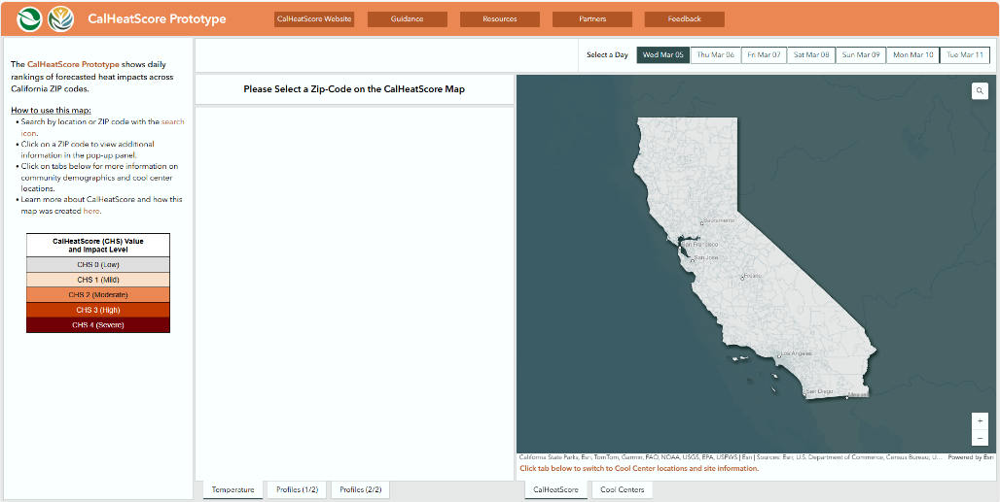 CalHeatScore Prototype
CalHeatScore Website
Guidance
Resources
Partners
Feedback
The CalHeatScore Prototype shows daily
rankings of forecasted heat impacts across
California ZIP codes.
How to use this map:
• Search by location or ZIP code with the search
icon.
• Click on a ZIP code to view additional
information in the pop-up panel.
• Click on tabs below for more information on
community demographics and cool center
locations.
• Learn more about CalHeatScore and how this
map was created here.
CalHeatScore (CHS) Value
and Impact Level
CHS 0 (Low)
CHS 1 (Mild)
CHS 2 (Moderate)
CHS 3 (High)
CHS 4 (Severe)
Select a Day
Wed Mar 05
Thu Mar 06
Fri Mar 07
Sat Mar 08
Sun Mar 09
Mon Mar 10
Tue Mar 11
Please Select a Zip-Code on the CalHeatScore Map
Sacramento
San Francisco
San Jose
Fresno
Los Angeles
San Diego
+
−
California State Parks, Esri, TomTom, Garmin, FAO, NOAA, USGS, EPA, USFWS | Esri | Sources: Esri; U.S. Department of Commerce, Census Bureau; U...
Powered by Esri
Click tab below to switch to Cool Center locations and site information.
Temperature
Profiles (1/2)
Profiles (2/2)
CalHeatScore
Cool Centers